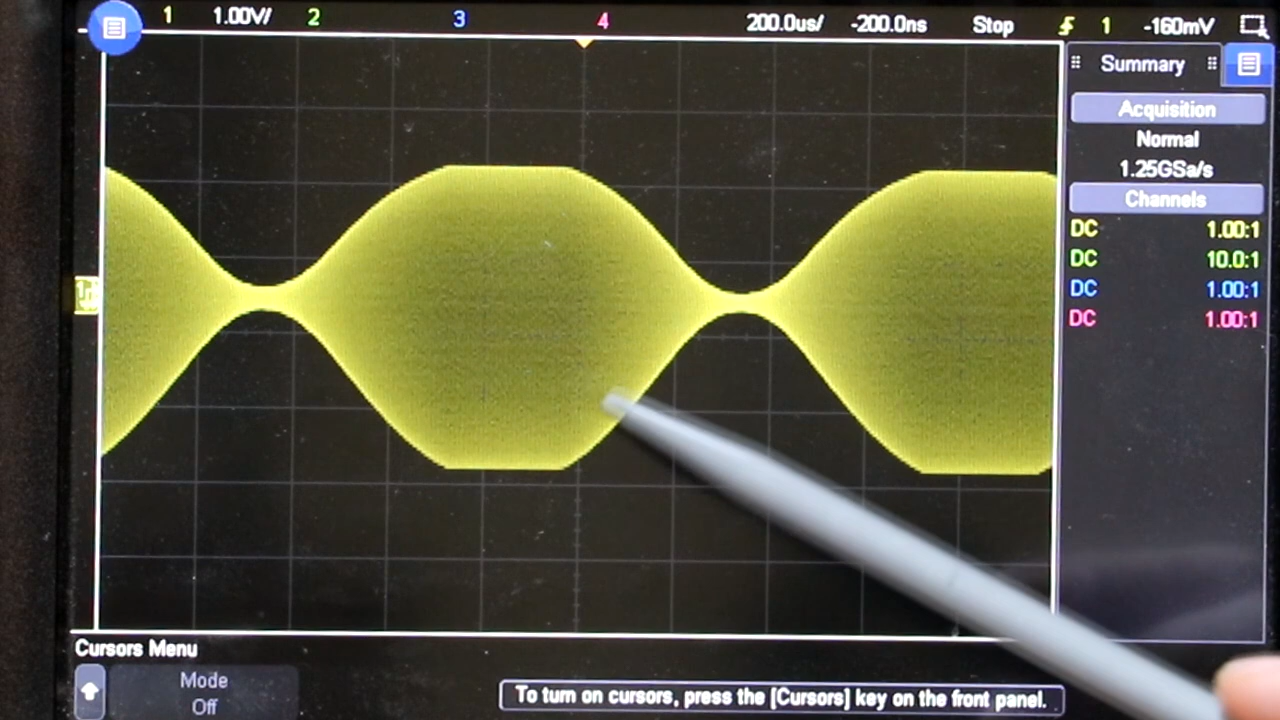 1 1.00V/ 2 3 4 200.0us/ -200.0ns Stop 1 -160mV
Summary
Acquisition
Normal
1.25GSa/s
Channels
DC 1.00:1
DC 10.0:1
DC 1.00:1
DC 1.00:1
Cursors Menu
Mode
Off
To turn on cursors, press the [Cursors] key on the front panel.